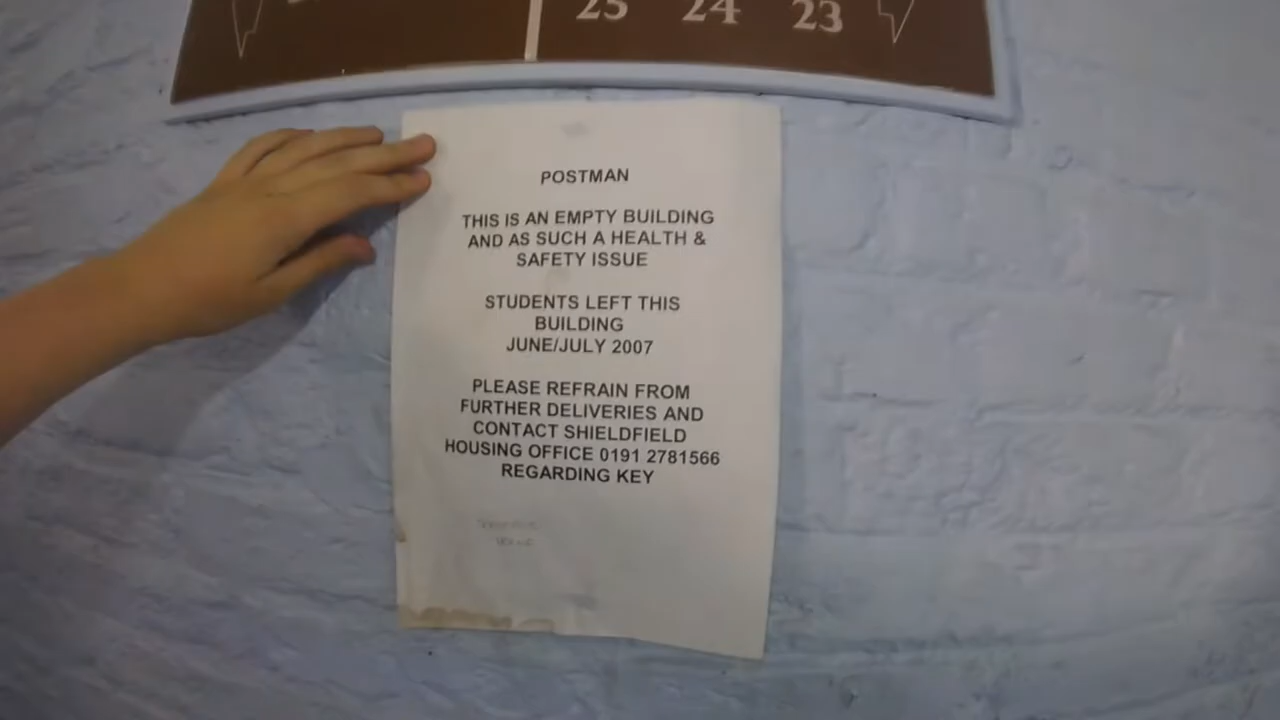 25 24 23
POSTMAN
THIS IS AN EMPTY BUILDING
AND AS SUCH A HEALTH &
SAFETY ISSUE
STUDENTS LEFT THIS
BUILDING
JUNE/JULY 2007
PLEASE REFRAIN FROM
FURTHER DELIVERIES AND
CONTACT SHIELDFIELD
HOUSING OFFICE 0191 2781566
REGARDING KEY